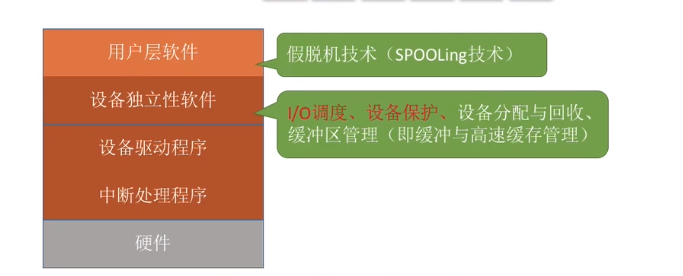 用户层软件
假脱机技术（SPOOLing技术）
设备独立性软件
I/O调度、设备保护、设备分配与回收、
缓冲区管理（即缓冲与高速缓存管理）
设备驱动程序
中断处理程序
硬件